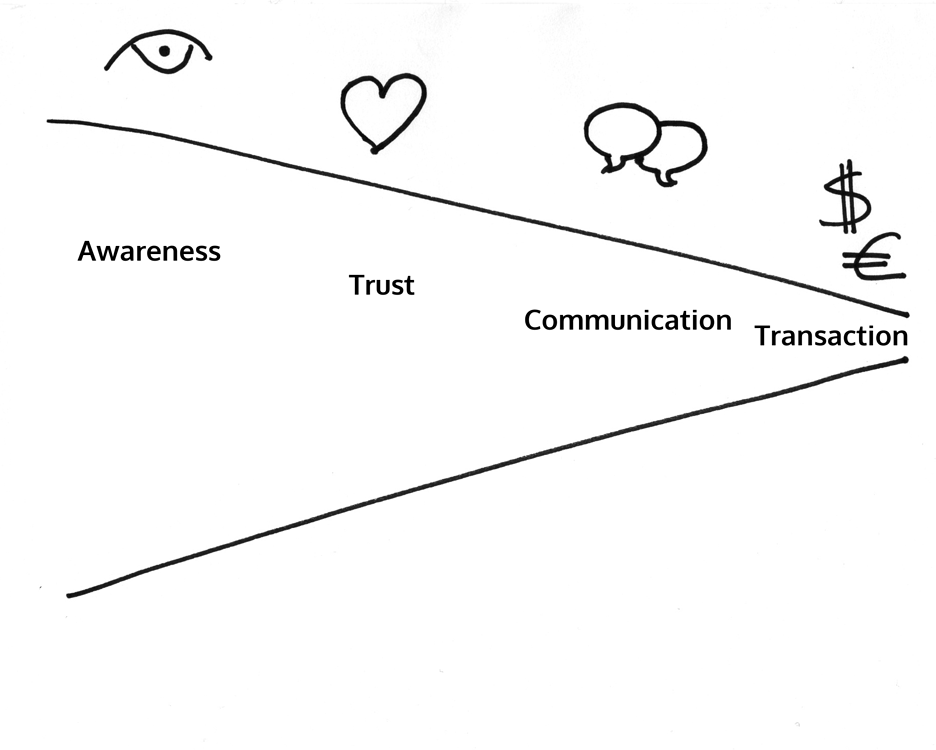 $
€
Awareness
Trust
Communication
Transaction